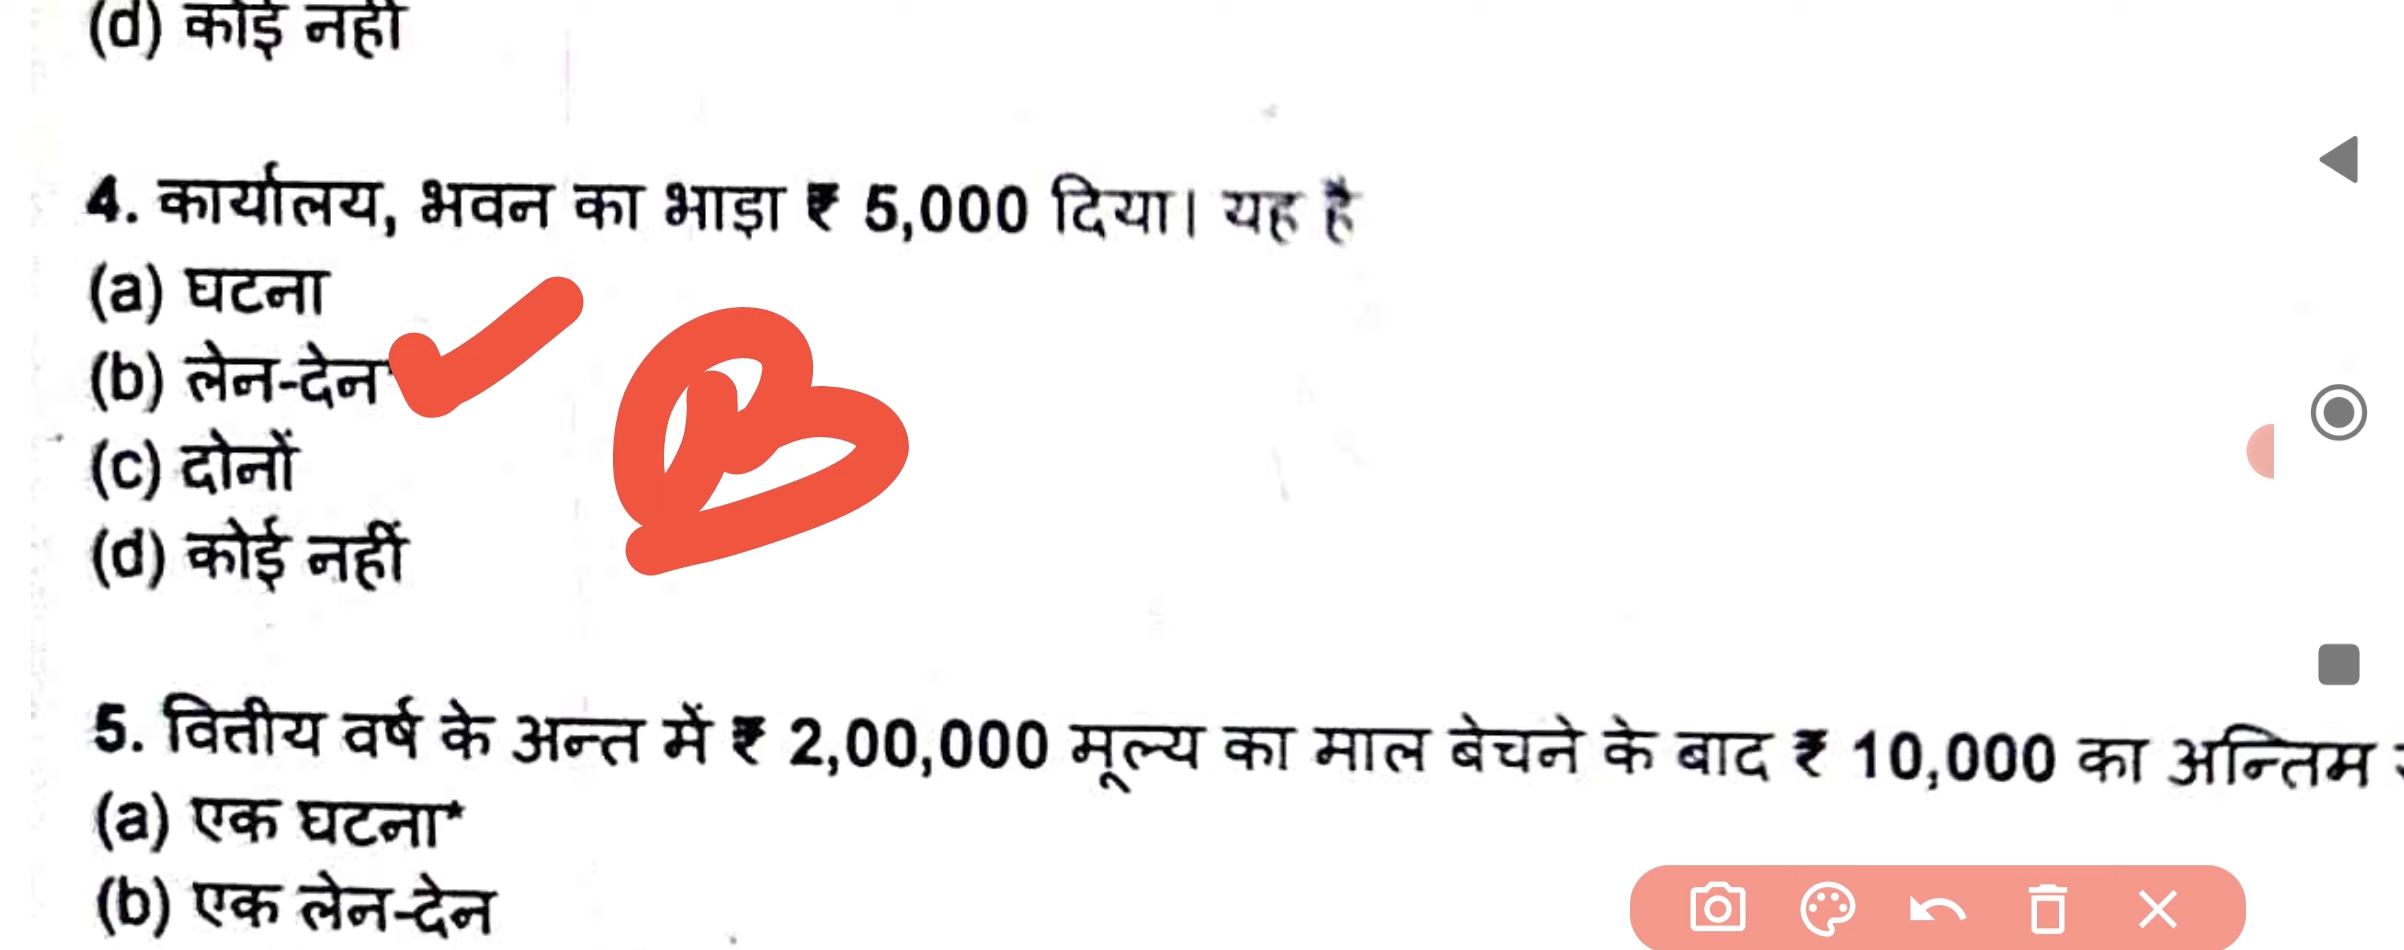 (d) कोई नहीं
4. कार्यालय, भवन का भाड़ा ₹ 5,000 दिया। यह है
(a) घटना
(b) लेन-देन
(c) दोनों
(d) कोई नहीं
B
5. वित्तीय वर्ष के अन्त में ₹ 2,00,000 मूल्य का माल बेचने के बाद ₹ 10,000 का अन्तिम
(a) एक घटना*
(b) एक लेन-देन